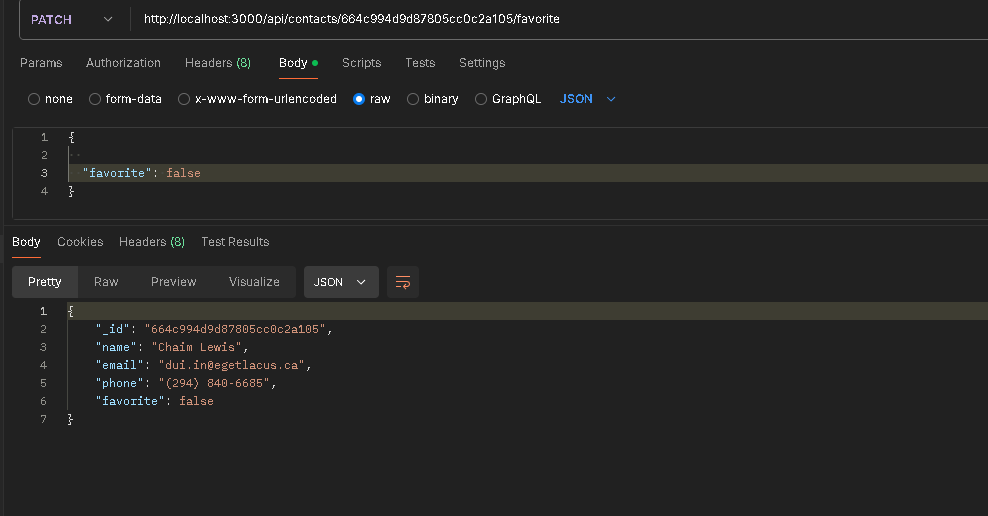 PATCH http://localhost:3000/api/contacts/664c994d9d87805cc0c2a105/favorite
Params Authorization Headers (8) Body Scripts Tests Settings
none form-data x-www-form-urlencoded raw binary GraphQL JSON
1 {
2
3 "favorite": false
4 }
Body Cookies Headers (8) Test Results
Pretty Raw Preview Visualize JSON
1 {
2 "_id": "664c994d9d87805cc0c2a105",
3 "name": "Chaim Lewis",
4 "email": "dui.in@egetlacus.ca",
5 "phone": "(294) 840-6685",
6 "favorite": false
7 }